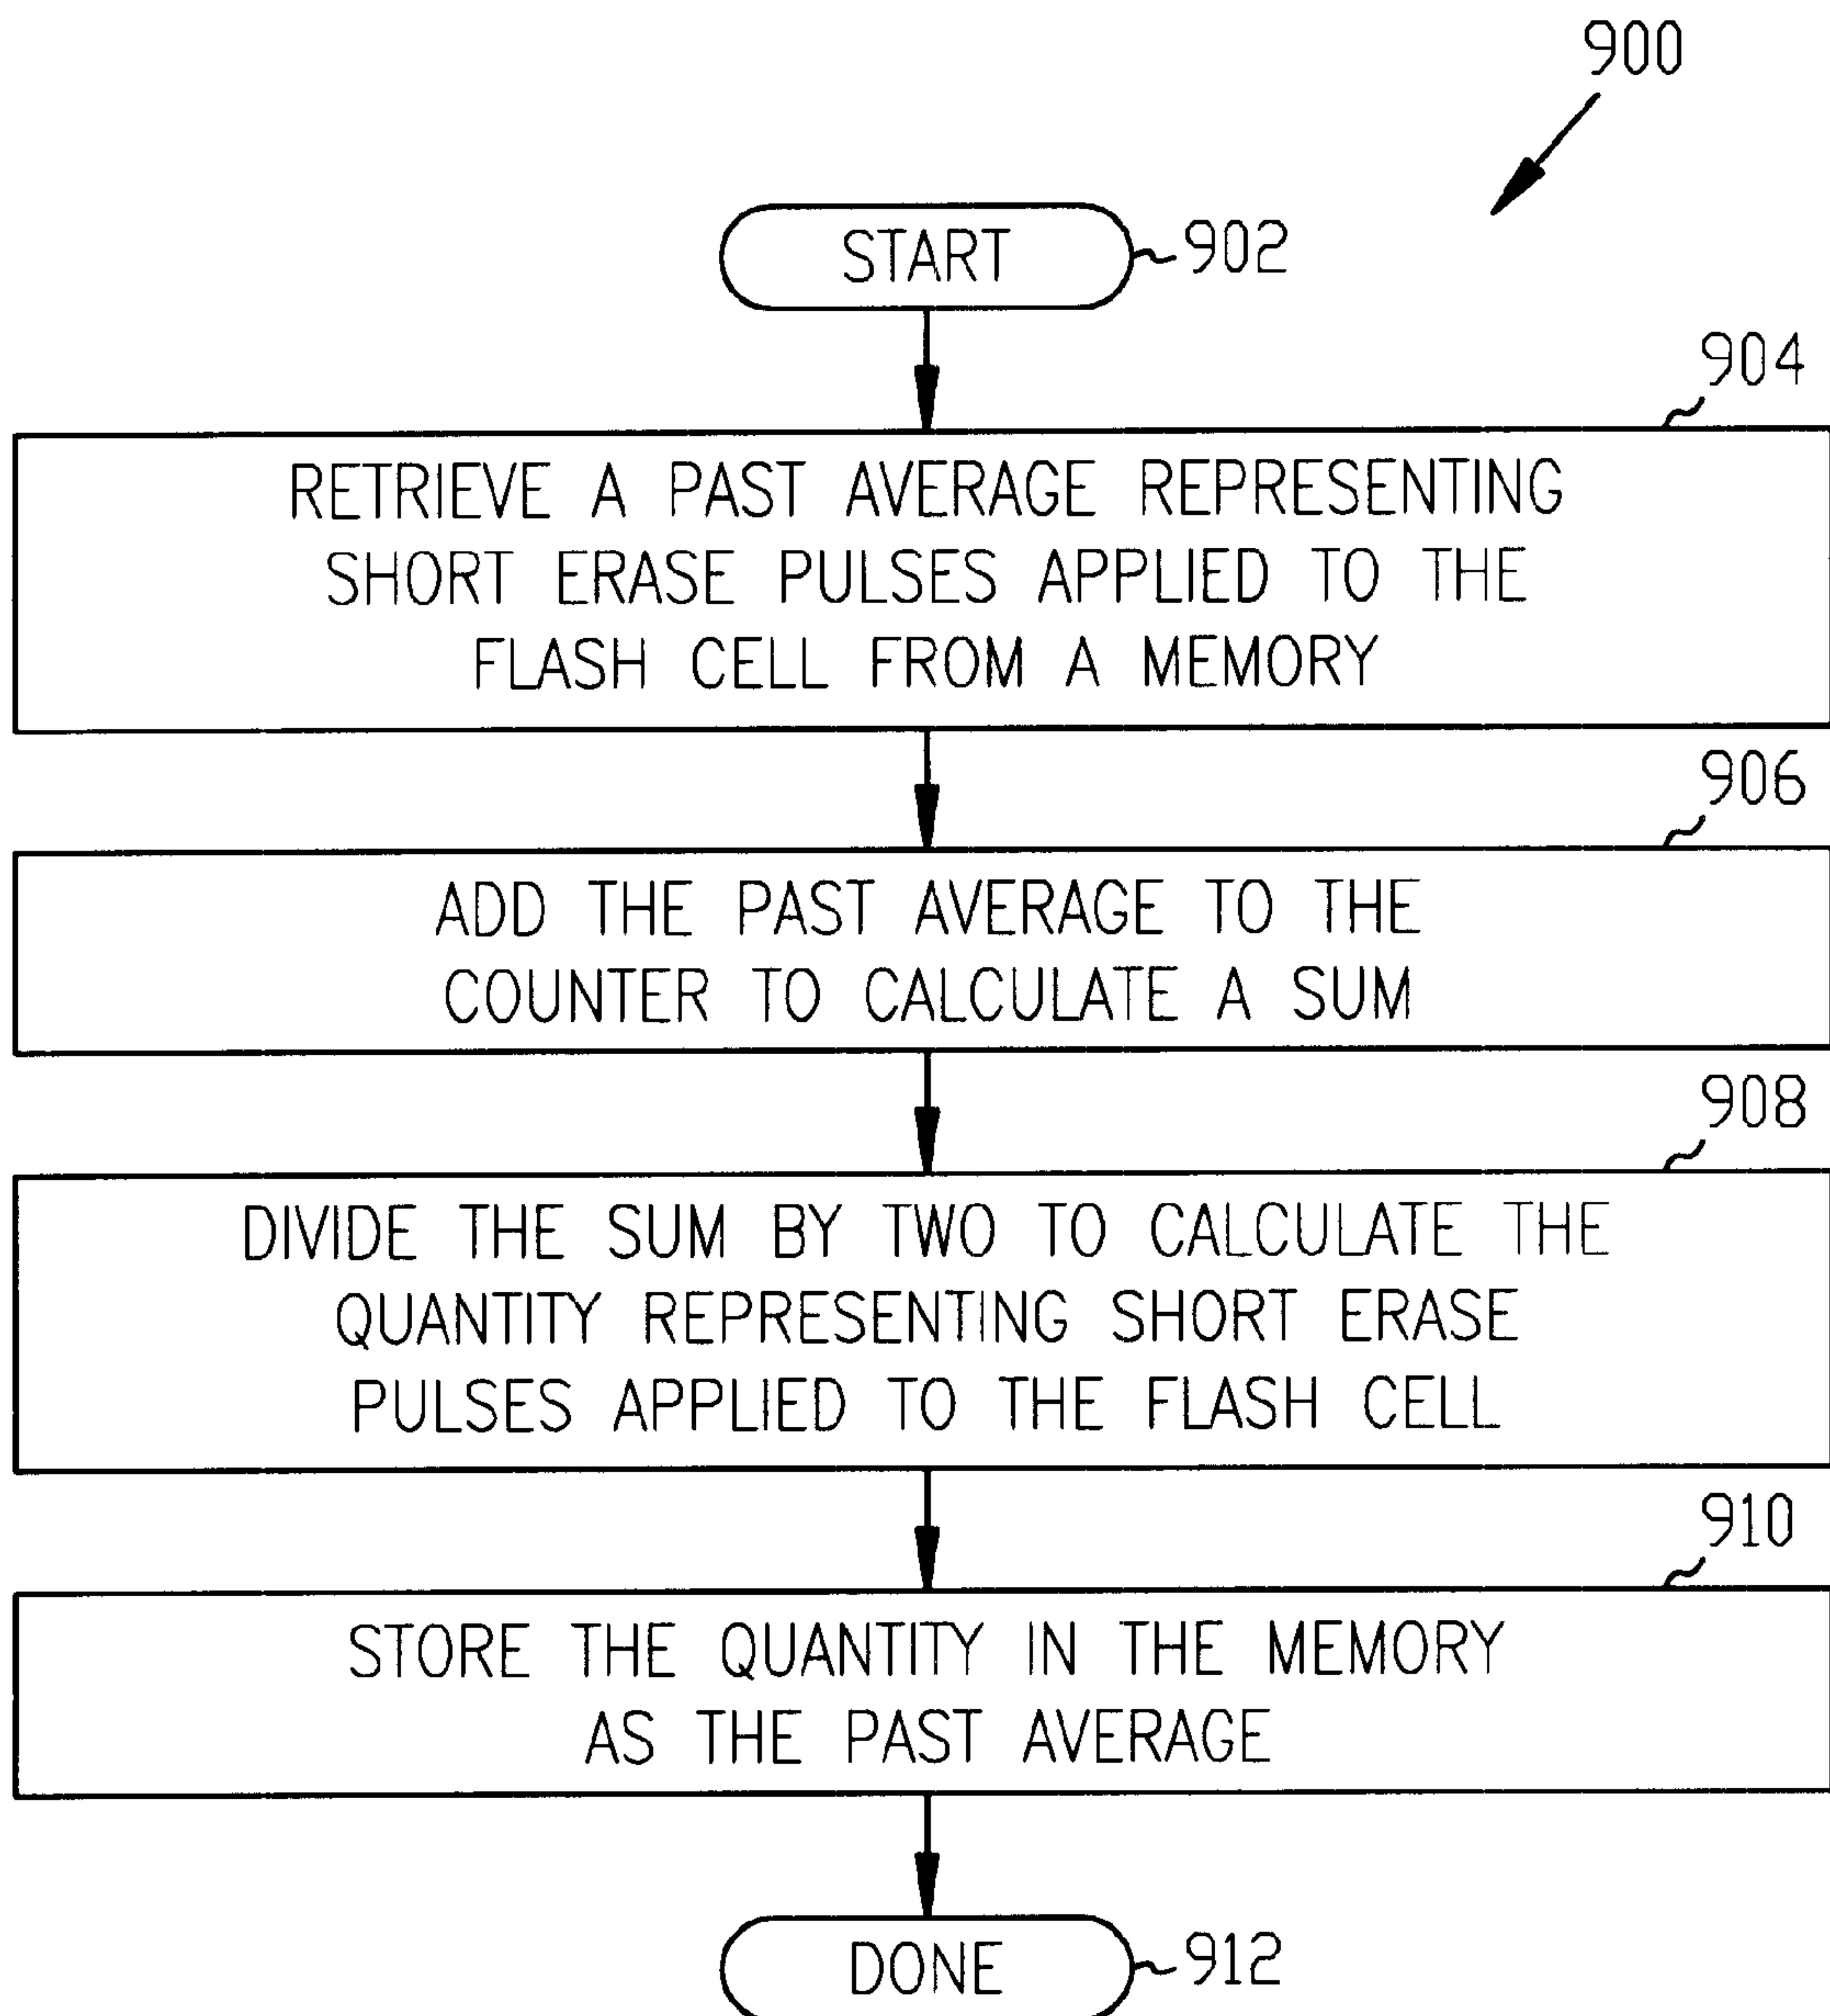 900
START
902
904
RETRIEVE A PAST AVERAGE REPRESENTING
SHORT ERASE PULSES APPLIED TO THE
FLASH CELL FROM A MEMORY
906
ADD THE PAST AVERAGE TO THE
COUNTER TO CALCULATE A SUM
908
DIVIDE THE SUM BY TWO TO CALCULATE THE
QUANTITY REPRESENTING SHORT ERASE
PULSES APPLIED TO THE FLASH CELL
910
STORE THE QUANTITY IN THE MEMORY
AS THE PAST AVERAGE
DONE
912